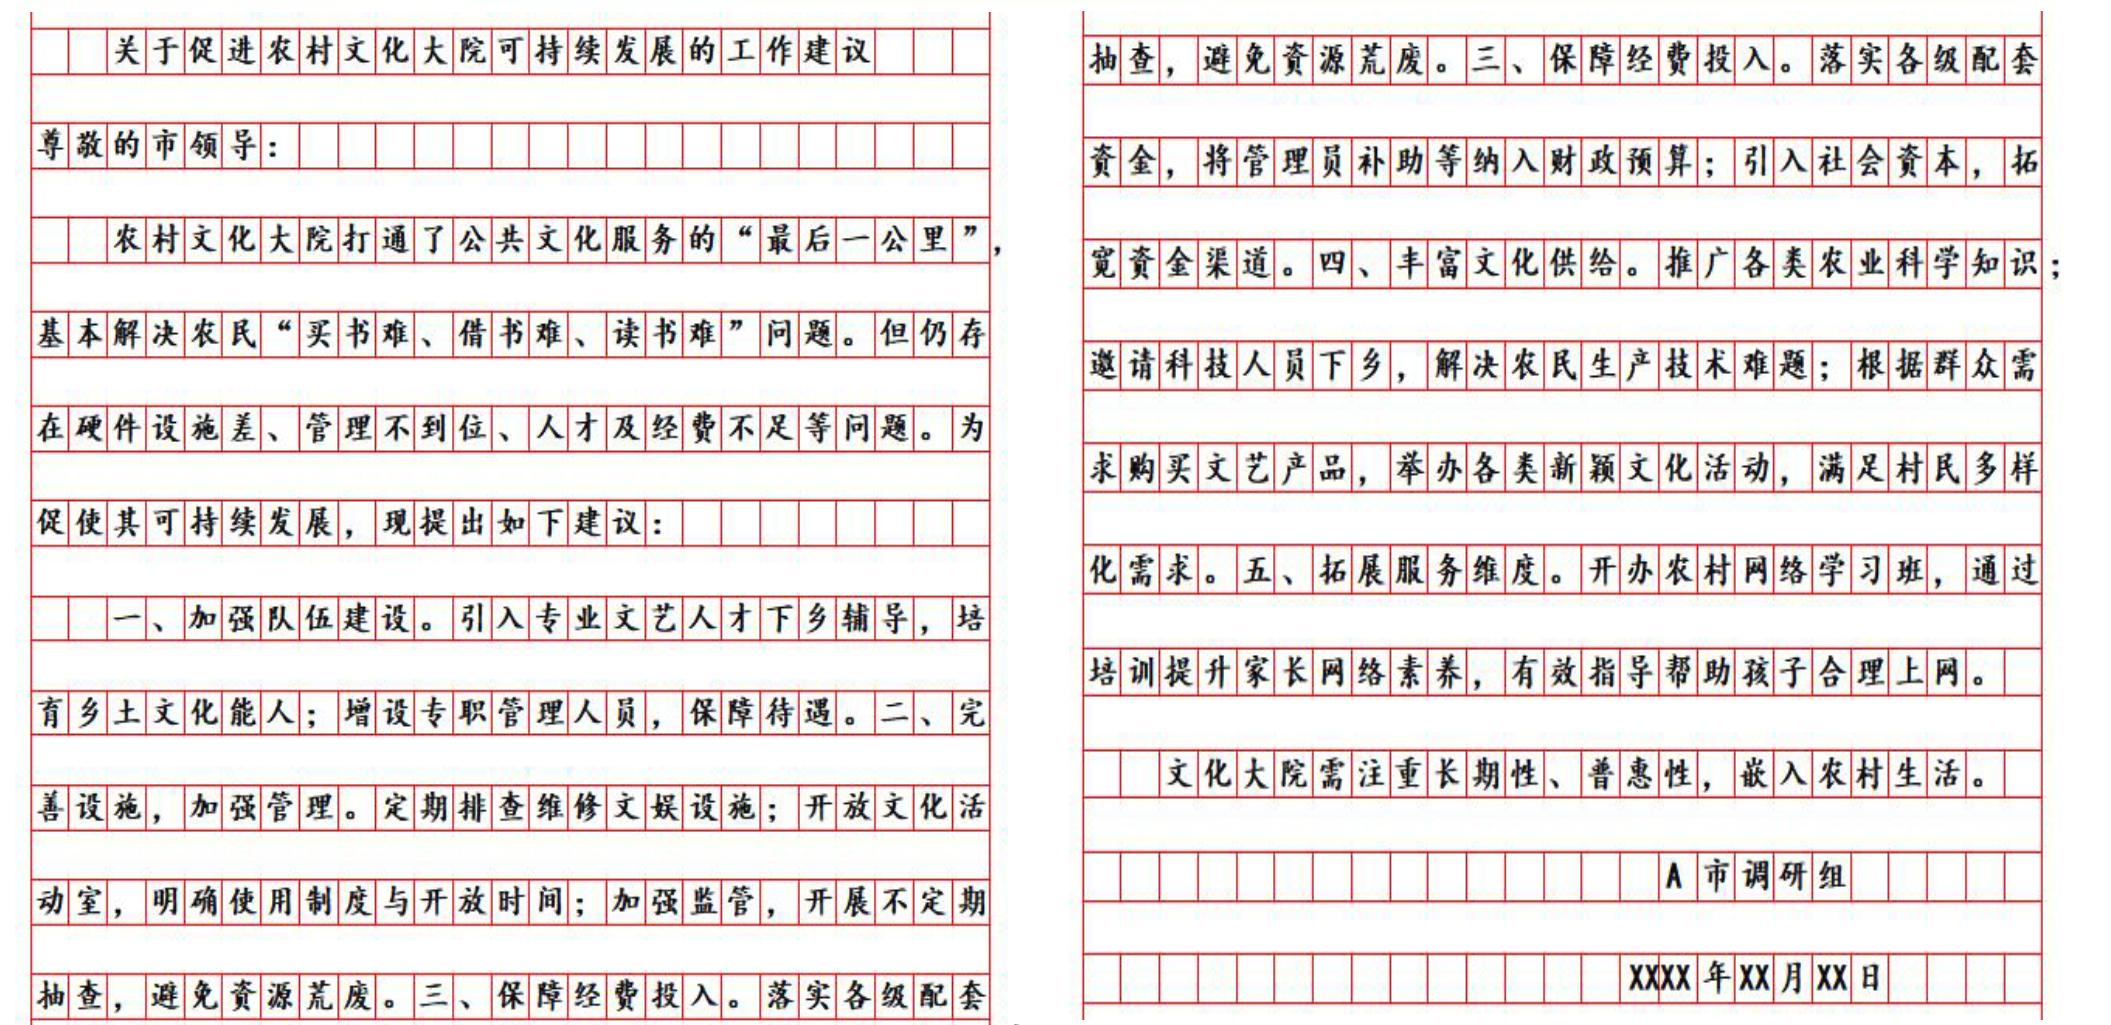 关于促进农村文化大院可持续发展的工作建议
尊敬的市领导：
农村文化大院打通了公共文化服务的“最后一公里”，
基本解决农民“买书难、借书难、读书难”问题。但仍存
在硬件设施差、管理不到位、人才及经费不足等问题。为
促使其可持续发展，现提出如下建议：
一、加强队伍建设。引入专业文艺人才下乡辅导，培
育乡土文化能人；增设专职管理人员，保障待遇。二、完
善设施，加强管理。定期排查维修文娱设施；开放文化活
动室，明确使用制度与开放时间；加强监管，开展不定期
抽查，避免资源荒废。三、保障经费投入。落实各级配套
抽查，避免资源荒废。三、保障经费投入。落实各级配套
资金，将管理员补助等纳入财政预算；引入社会资本，拓
宽资金渠道。四、丰富文化供给。推广各类农业科学知识；
邀请科技人员下乡，解决农民生产技术难题；根据群众需
求购买文艺产品，举办各类新颖文化活动，满足村民多样
化需求。五、拓展服务维度。开办农村网络学习班，通过
培训提升家长网络素养，有效指导帮助孩子合理上网。
文化大院需注重长期性、普惠性，嵌入农村生活。
A市调研组
XXXX年XX月XX日